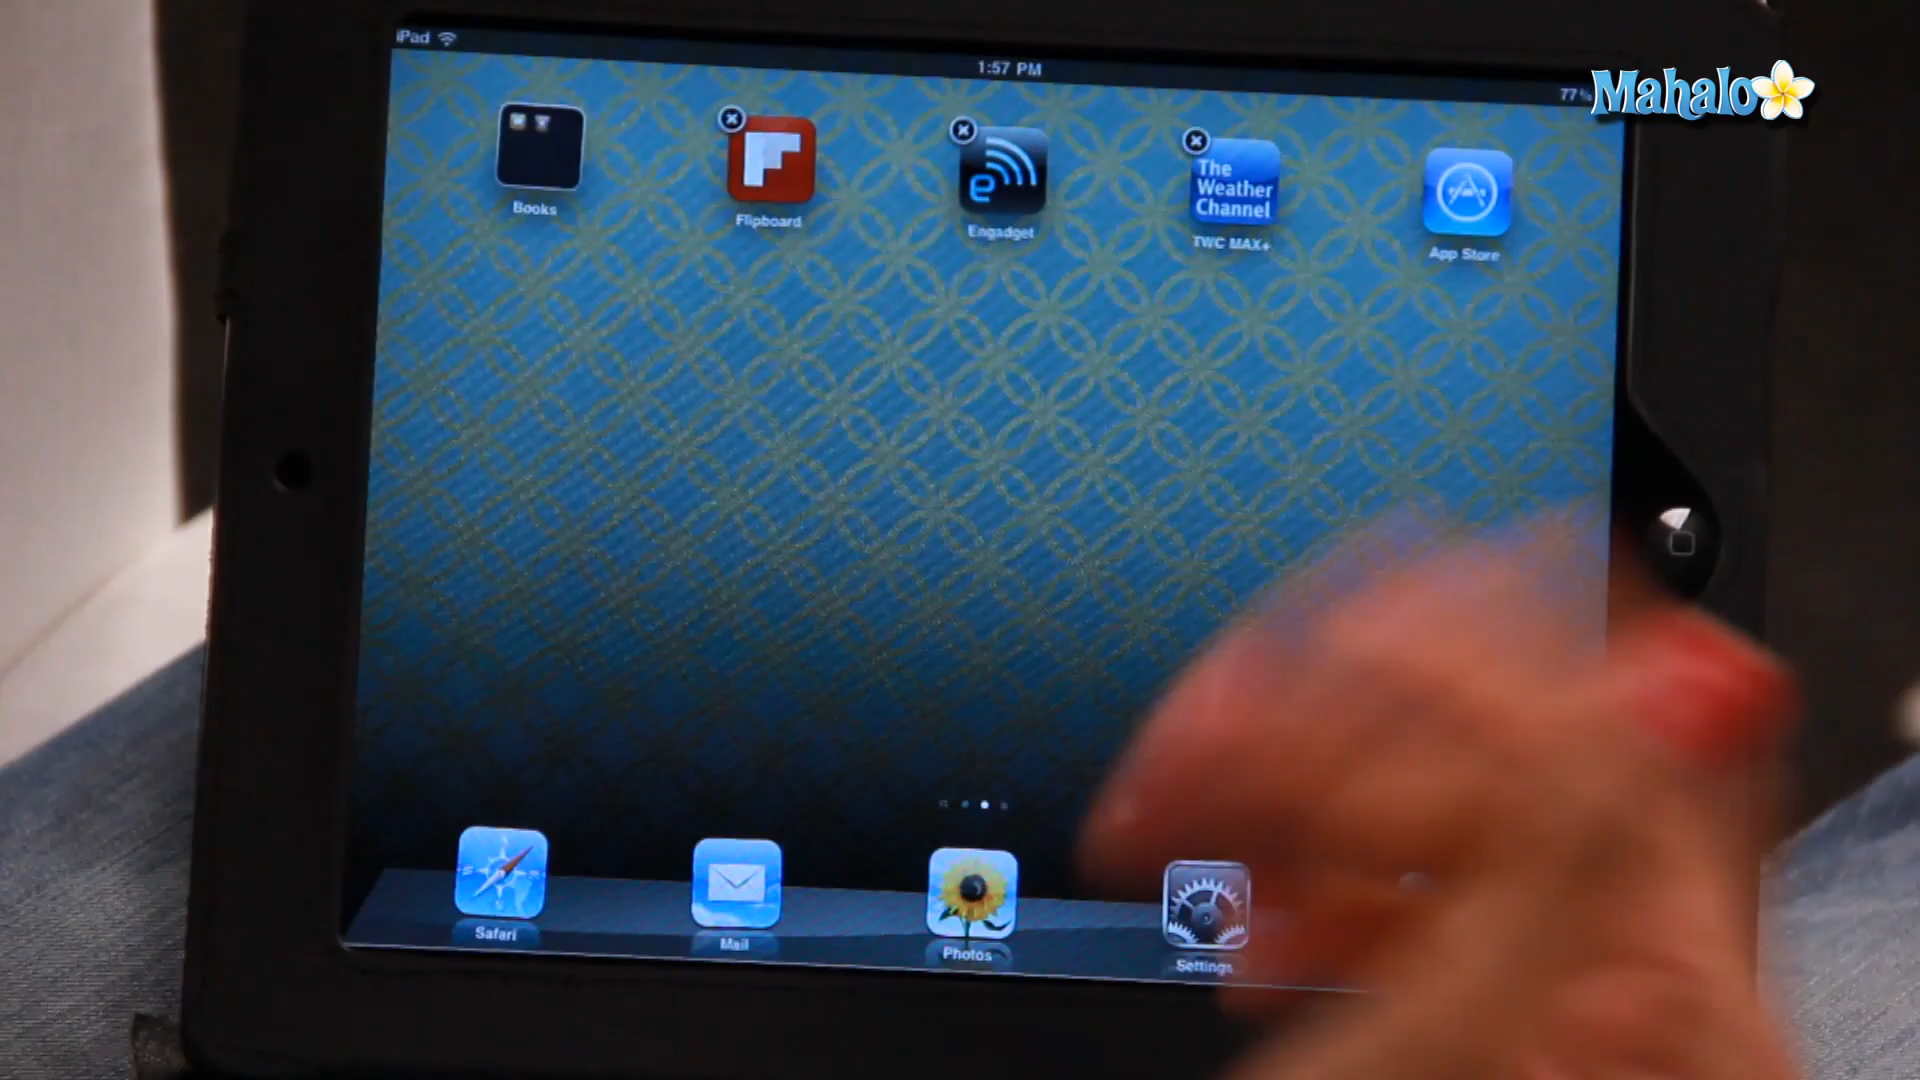 iPad
1:57 PM
77%
Mahalo
Books
Flipboard
e
Engadget
The
Weather
Channel
TWC MAX+
App Store
Safari
Mail
Photos
Settings